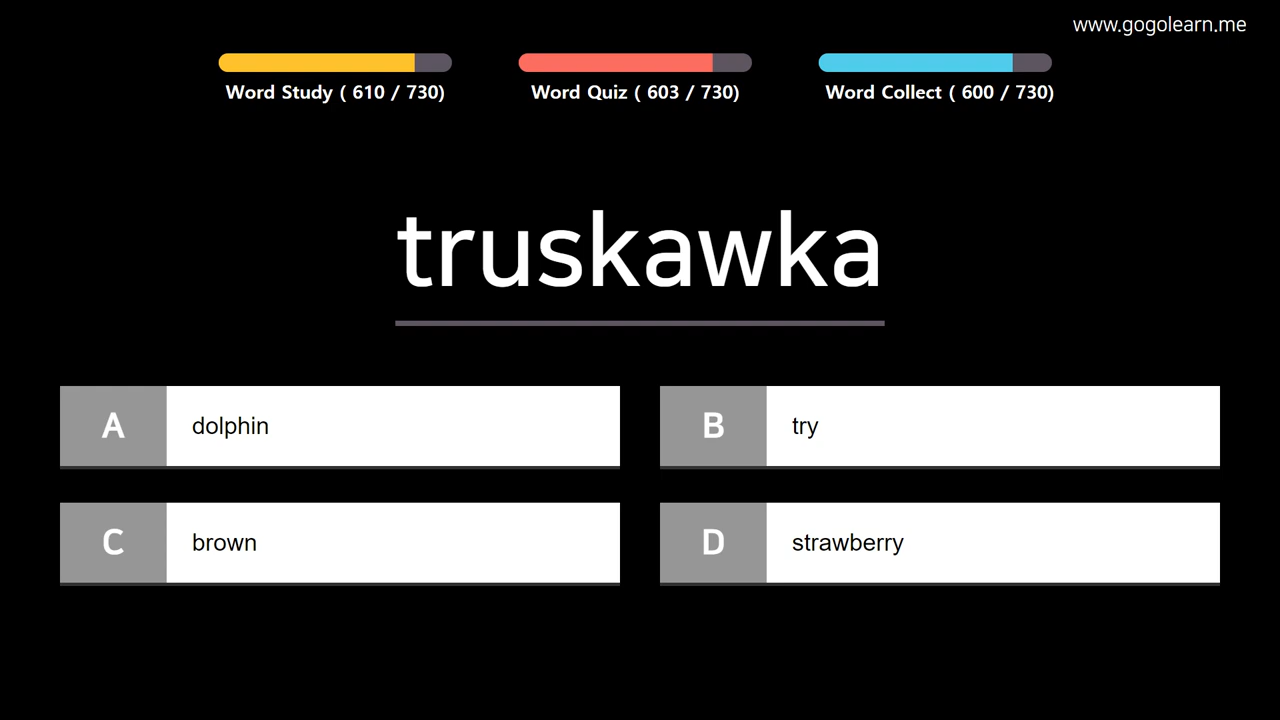 www.gogolearn.me
Word Study ( 610 / 730)
Word Quiz ( 603 / 730)
Word Collect ( 600 / 730)
truskawka
A dolphin
B try
C brown
D strawberry